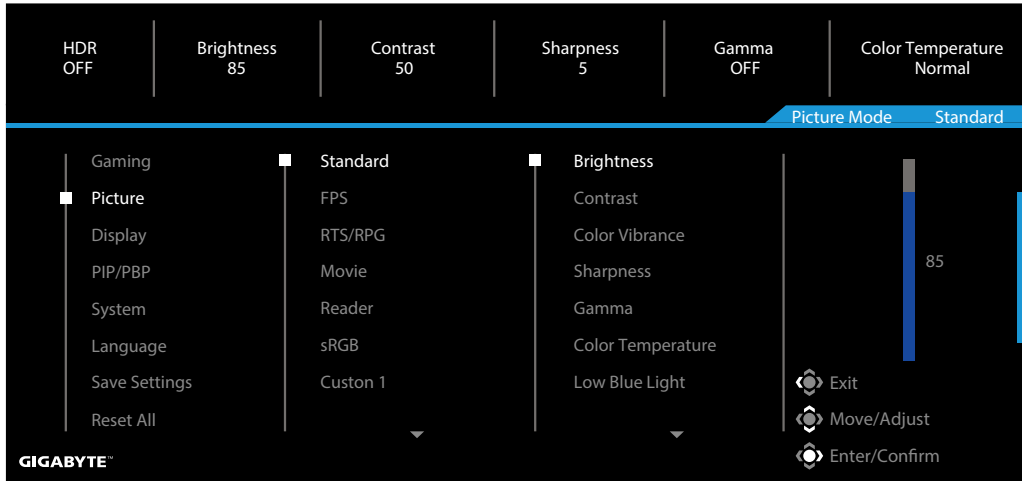 HDR Brightness Contrast Sharpness Gamma Color Temperature
OFF 85 50 5 OFF Normal
Picture Mode Standard
Gaming Standard Brightness
Picture FPS Contrast
Display RTS/RPG Color Vibrance
PIP/PBP Movie Sharpness
85
System Reader Gamma
Language sRGB Color Temperature
Save Settings Custon 1 Low Blue Light Exit
Reset All Move/Adjust
GIGABYTE™ Enter/Confirm